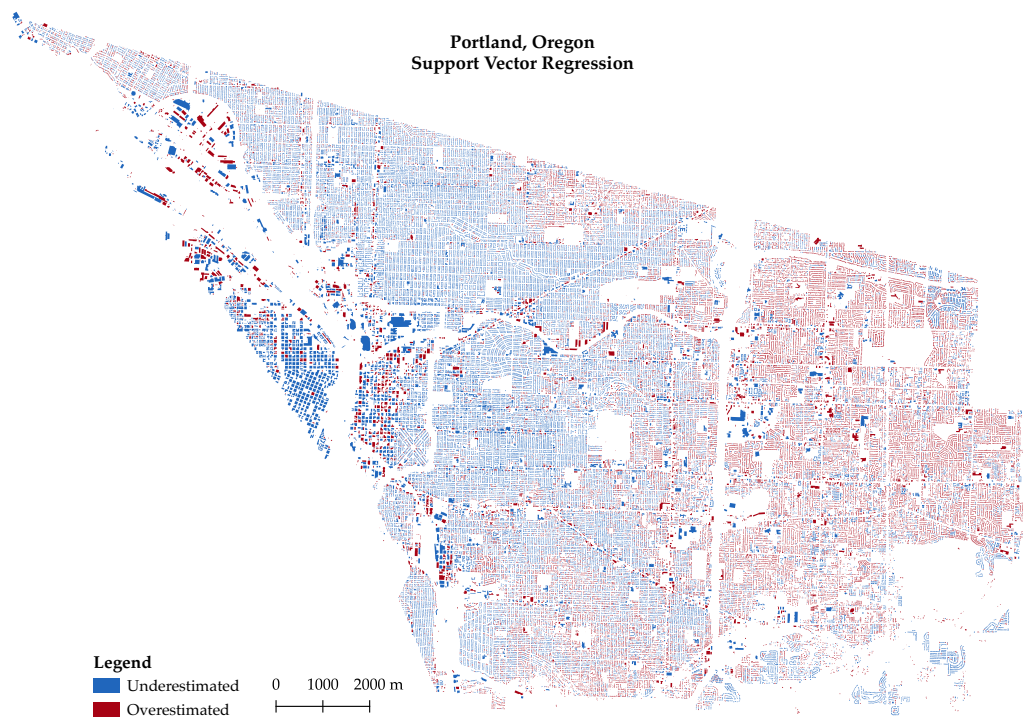 Portland, Oregon
Support Vector Regression
Legend
Underestimated
Overestimated
0 1000 2000 m